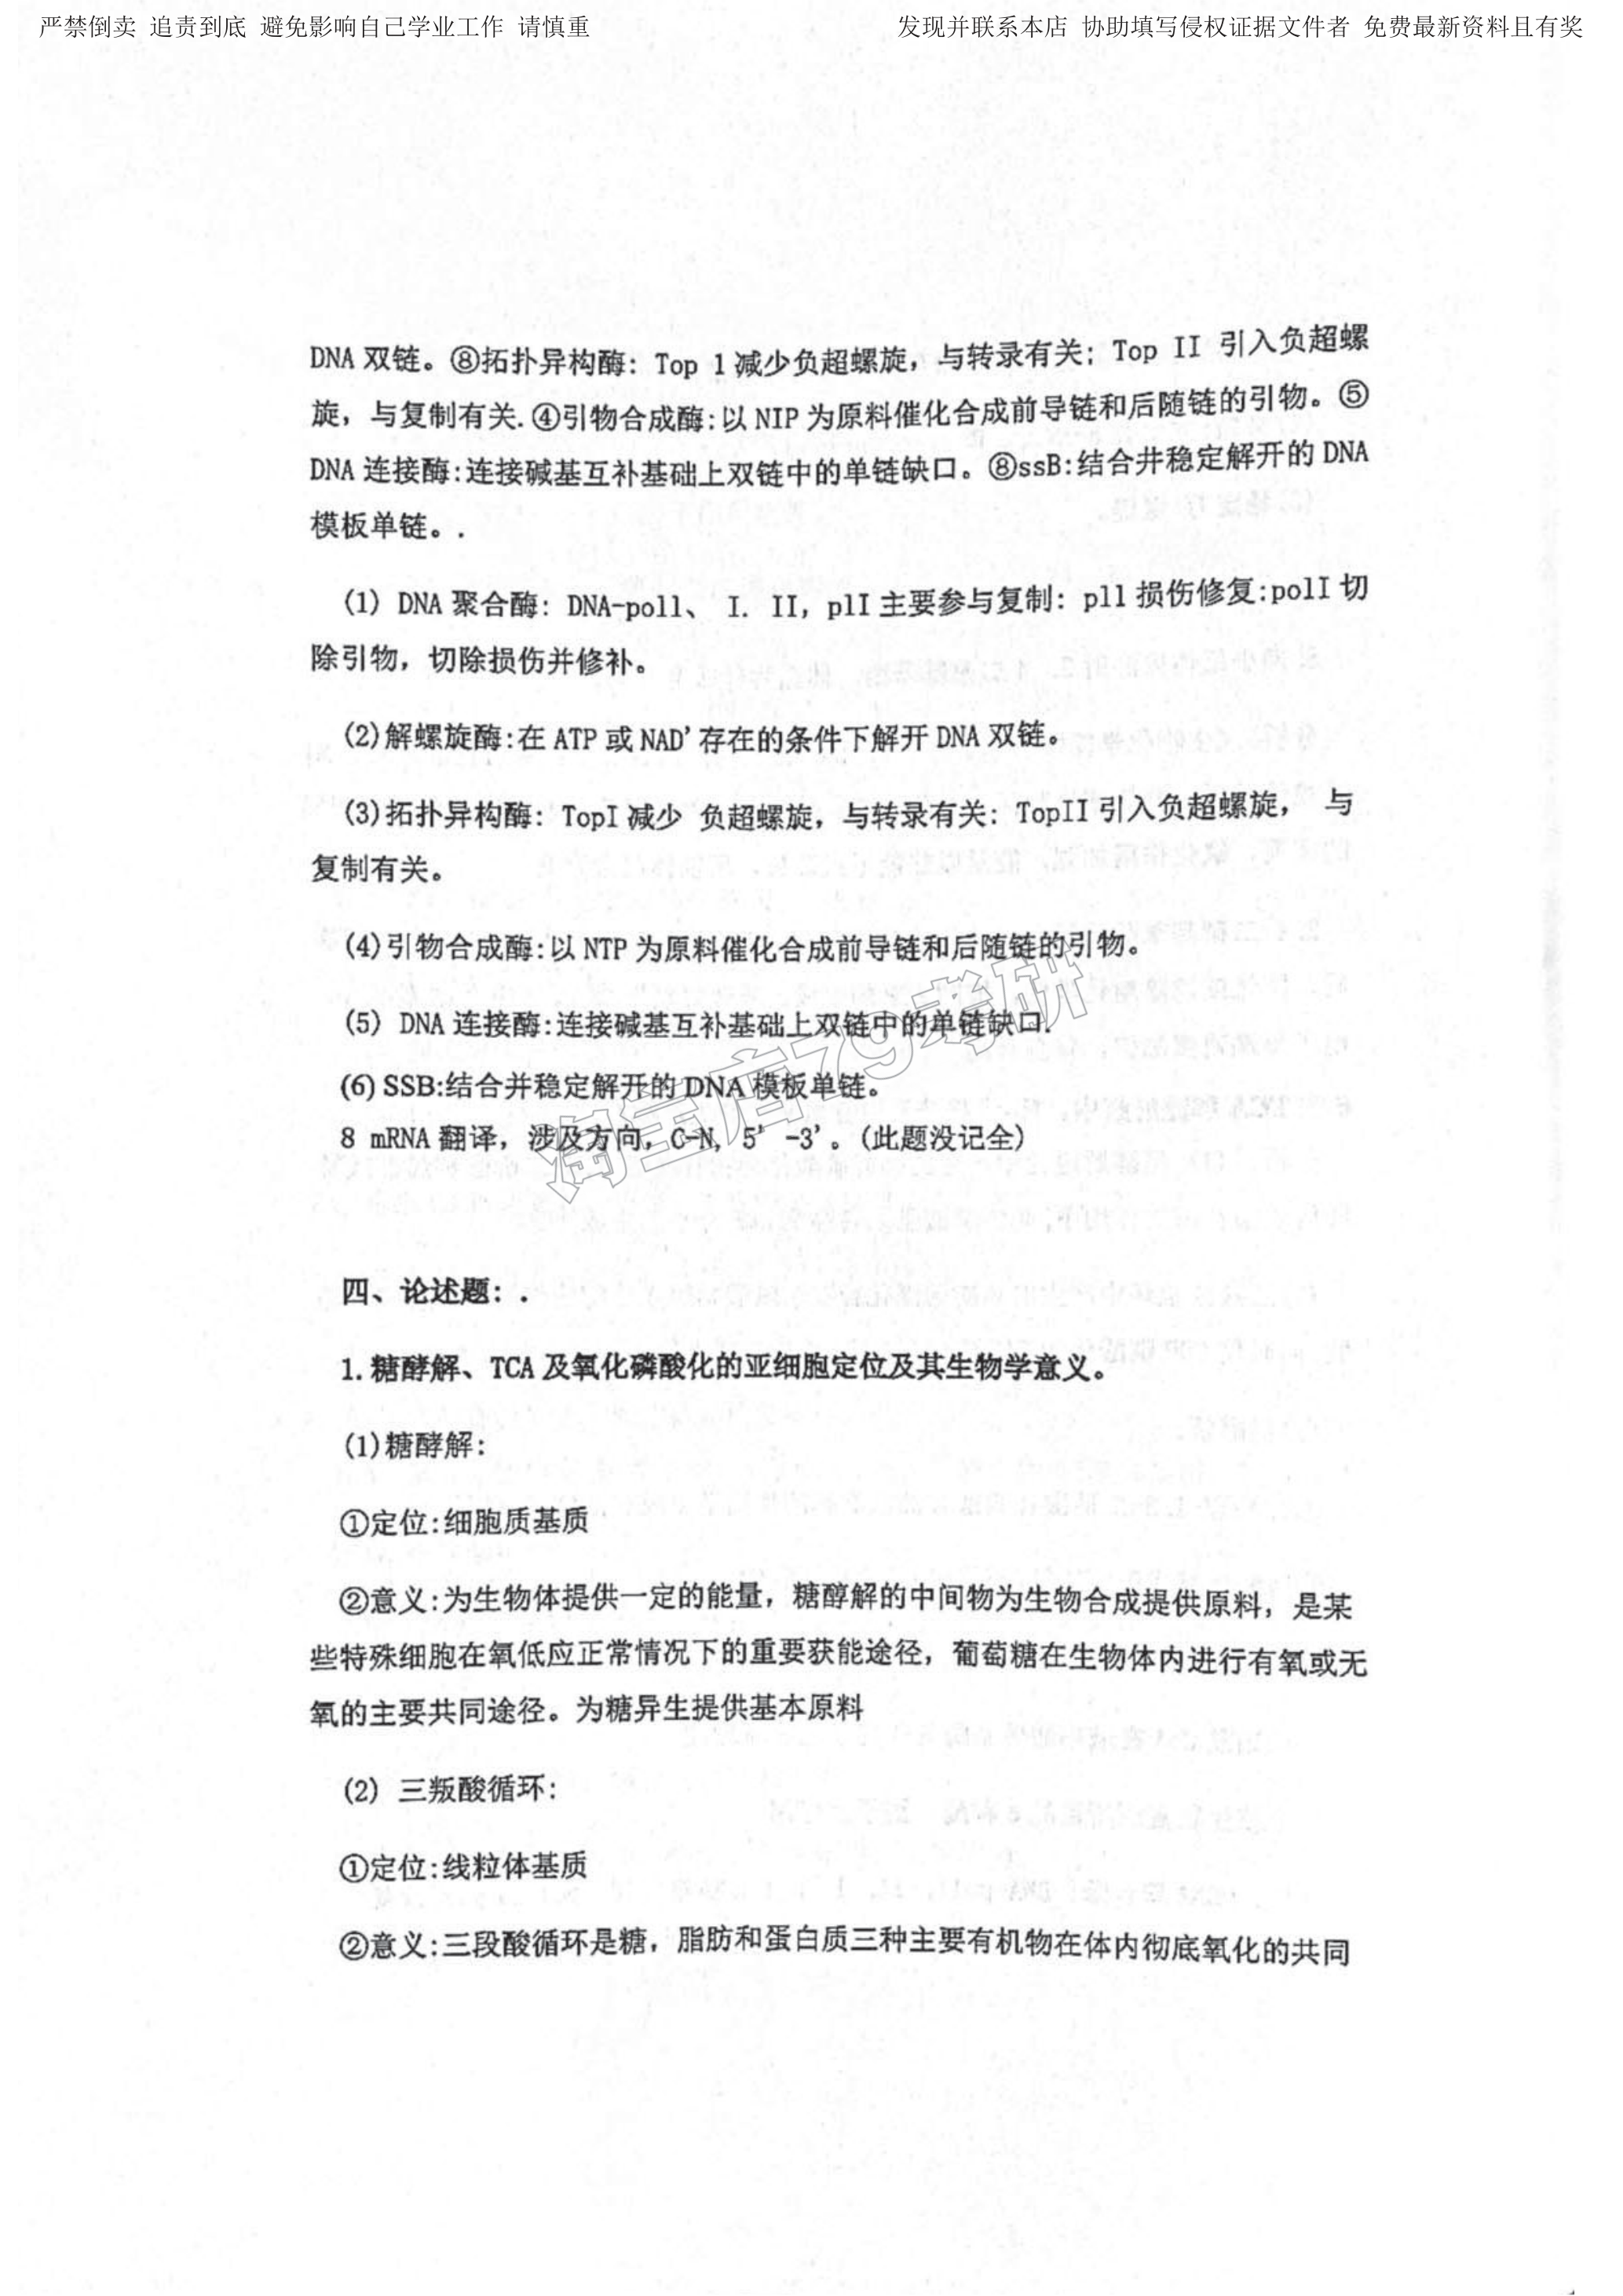 严禁倒卖 追责到底 避免影响自己学业工作 请慎重
发现并联系本店 协助填写侵权证据文件者 免费最新资料且有奖
DNA 双链。⑧拓扑异构酶: Top 1 减少负超螺旋，与转录有关; Top II 引入负超螺
旋，与复制有关.④引物合成酶:以 NIP 为原料催化合成前导链和后随链的引物。⑤
DNA 连接酶:连接碱基互补基础上双链中的单链缺口。⑧ssB:结合井稳定解开的 DNA
模板单链。.
(1) DNA 聚合酶: DNA-poll、 I. II, plI 主要参与复制: pll 损伤修复:polI 切
除引物，切除损伤并修补。
(2)解螺旋酶:在 ATP 或 NAD' 存在的条件下解开 DNA 双链。
(3)拓扑异构酶: TopI 减少 负超螺旋，与转录有关: TopII 引入负超螺旋， 与
复制有关。
(4)引物合成酶:以 NTP 为原料催化合成前导链和后随链的引物。
(5) DNA 连接酶:连接碱基互补基础上双链中的单链缺口.
(6) SSB:结合并稳定解开的 DNA 模板单链。
8 mRNA 翻译，涉及方向，C-N, 5' -3'。(此题没记全)
淘宝店79考研
四、论述题: .
1. 糖酵解、TCA 及氧化磷酸化的亚细胞定位及其生物学意义。
(1)糖酵解:
①定位:细胞质基质
②意义:为生物体提供一定的能量，糖醇解的中间物为生物合成提供原料，是某
些特殊细胞在氧低应正常情况下的重要获能途径，葡萄糖在生物体内进行有氧或无
氧的主要共同途径。为糖异生提供基本原料
(2) 三叛酸循环:
①定位:线粒体基质
②意义:三段酸循环是糖，脂肪和蛋白质三种主要有机物在体内彻底氧化的共同